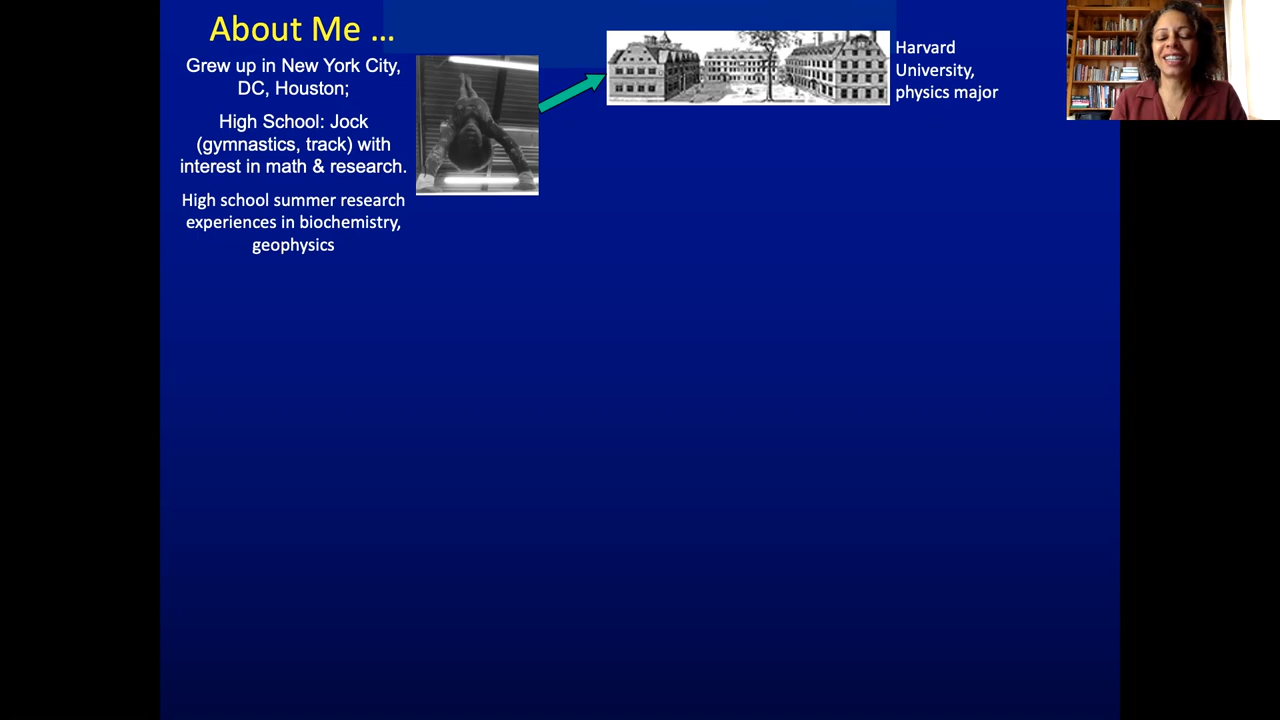 About Me …
Grew up in New York City,
DC, Houston;
High School: Jock
(gymnastics, track) with
interest in math & research.
High school summer research
experiences in biochemistry,
geophysics
Harvard
University,
physics major